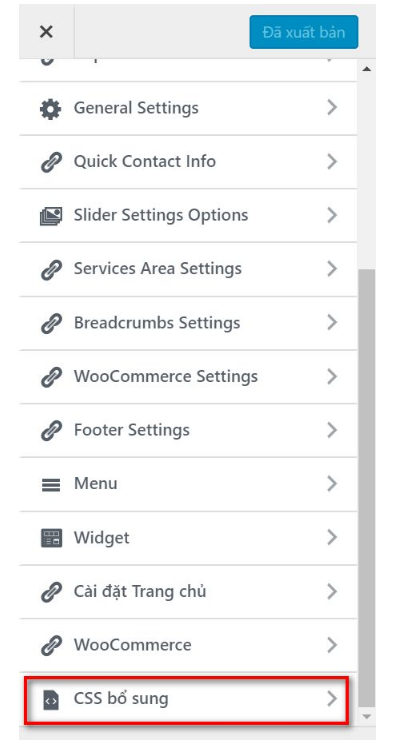 Đã xuất bản
General Settings
Quick Contact Info
Slider Settings Options
Services Area Settings
Breadcrumbs Settings
WooCommerce Settings
Footer Settings
Menu
Widget
Cài đặt Trang chủ
WooCommerce
CSS bổ sung